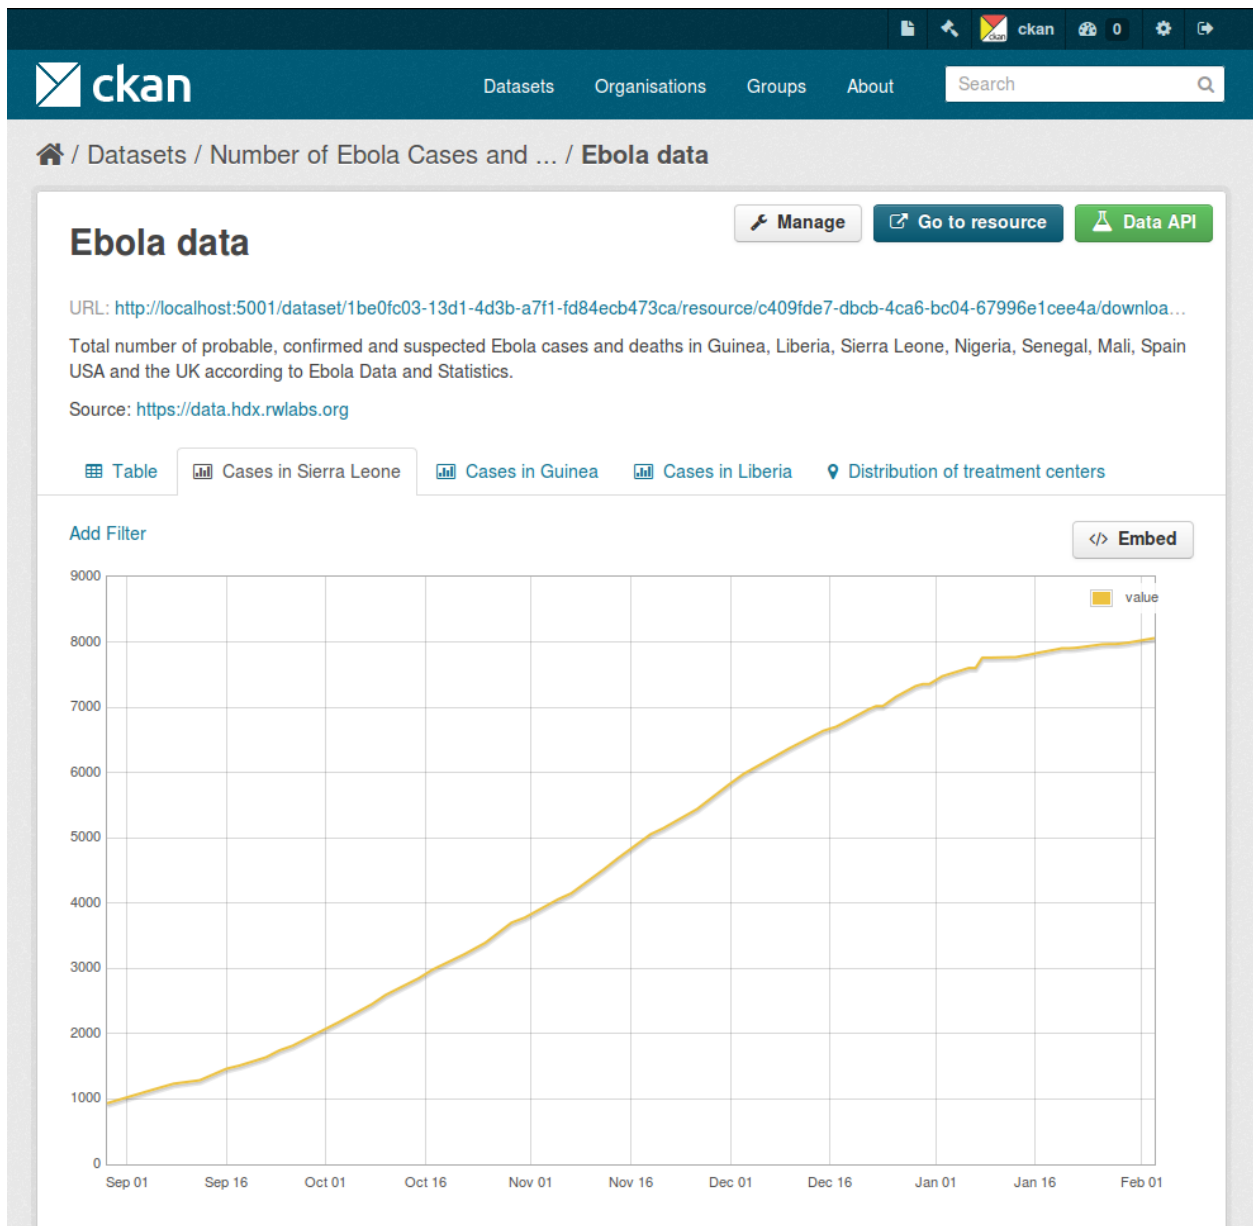 ckan 0
ckan Datasets Organisations Groups About Search
/ Datasets / Number of Ebola Cases and ... / Ebola data
Ebola data Manage Go to resource Data API
URL: http://localhost:5001/dataset/1be0fc03-13d1-4d3b-a7f1-fd84ecb473ca/resource/c409fde7-dbcb-4ca6-bc04-67996e1cee4a/downloa...
Total number of probable, confirmed and suspected Ebola cases and deaths in Guinea, Liberia, Sierra Leone, Nigeria, Senegal, Mali, Spain
USA and the UK according to Ebola Data and Statistics.
Source: https://data.hdx.rwlabs.org
Table Cases in Sierra Leone Cases in Guinea Cases in Liberia Distribution of treatment centers
Add Filter </> Embed
9000
value
8000
7000
6000
5000
4000
3000
2000
1000
0
Sep 01 Sep 16 Oct 01 Oct 16 Nov 01 Nov 16 Dec 01 Dec 16 Jan 01 Jan 16 Feb 01